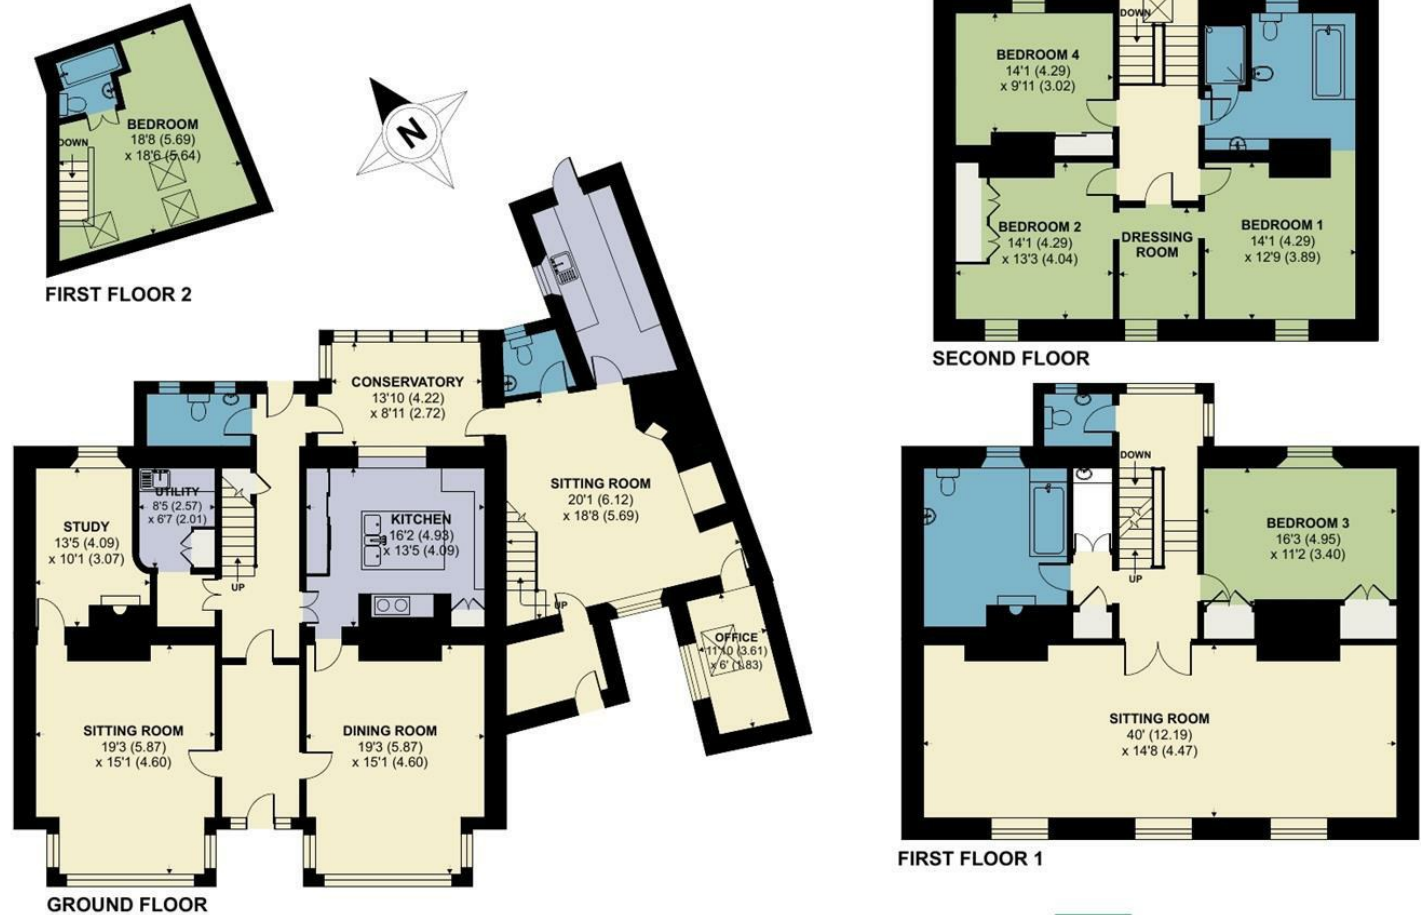 BEDROOM
18'8 (5.69)
x 18'6 (5.64)
DOWN
FIRST FLOOR 2
N
CONSERVATORY
13'10 (4.22)
x 8'11 (2.72)
SITTING ROOM
20'1 (6.12)
x 18'8 (5.69)
UTILITY
8'5 (2.57)
x 6'7 (2.01)
STUDY
13'5 (4.09)
x 10'1 (3.07)
KITCHEN
16'2 (4.93)
x 13'5 (4.09)
UP
UP
OFFICE
11'10 (3.61)
x 6' (1.83)
SITTING ROOM
19'3 (5.87)
x 15'1 (4.60)
DINING ROOM
19'3 (5.87)
x 15'1 (4.60)
GROUND FLOOR
DOWN
BEDROOM 4
14'1 (4.29)
x 9'11 (3.02)
BEDROOM 2
14'1 (4.29)
x 13'3 (4.04)
DRESSING
ROOM
BEDROOM 1
14'1 (4.29)
x 12'9 (3.89)
SECOND FLOOR
DOWN
UP
BEDROOM 3
16'3 (4.95)
x 11'2 (3.40)
SITTING ROOM
40' (12.19)
x 14'8 (4.47)
FIRST FLOOR 1